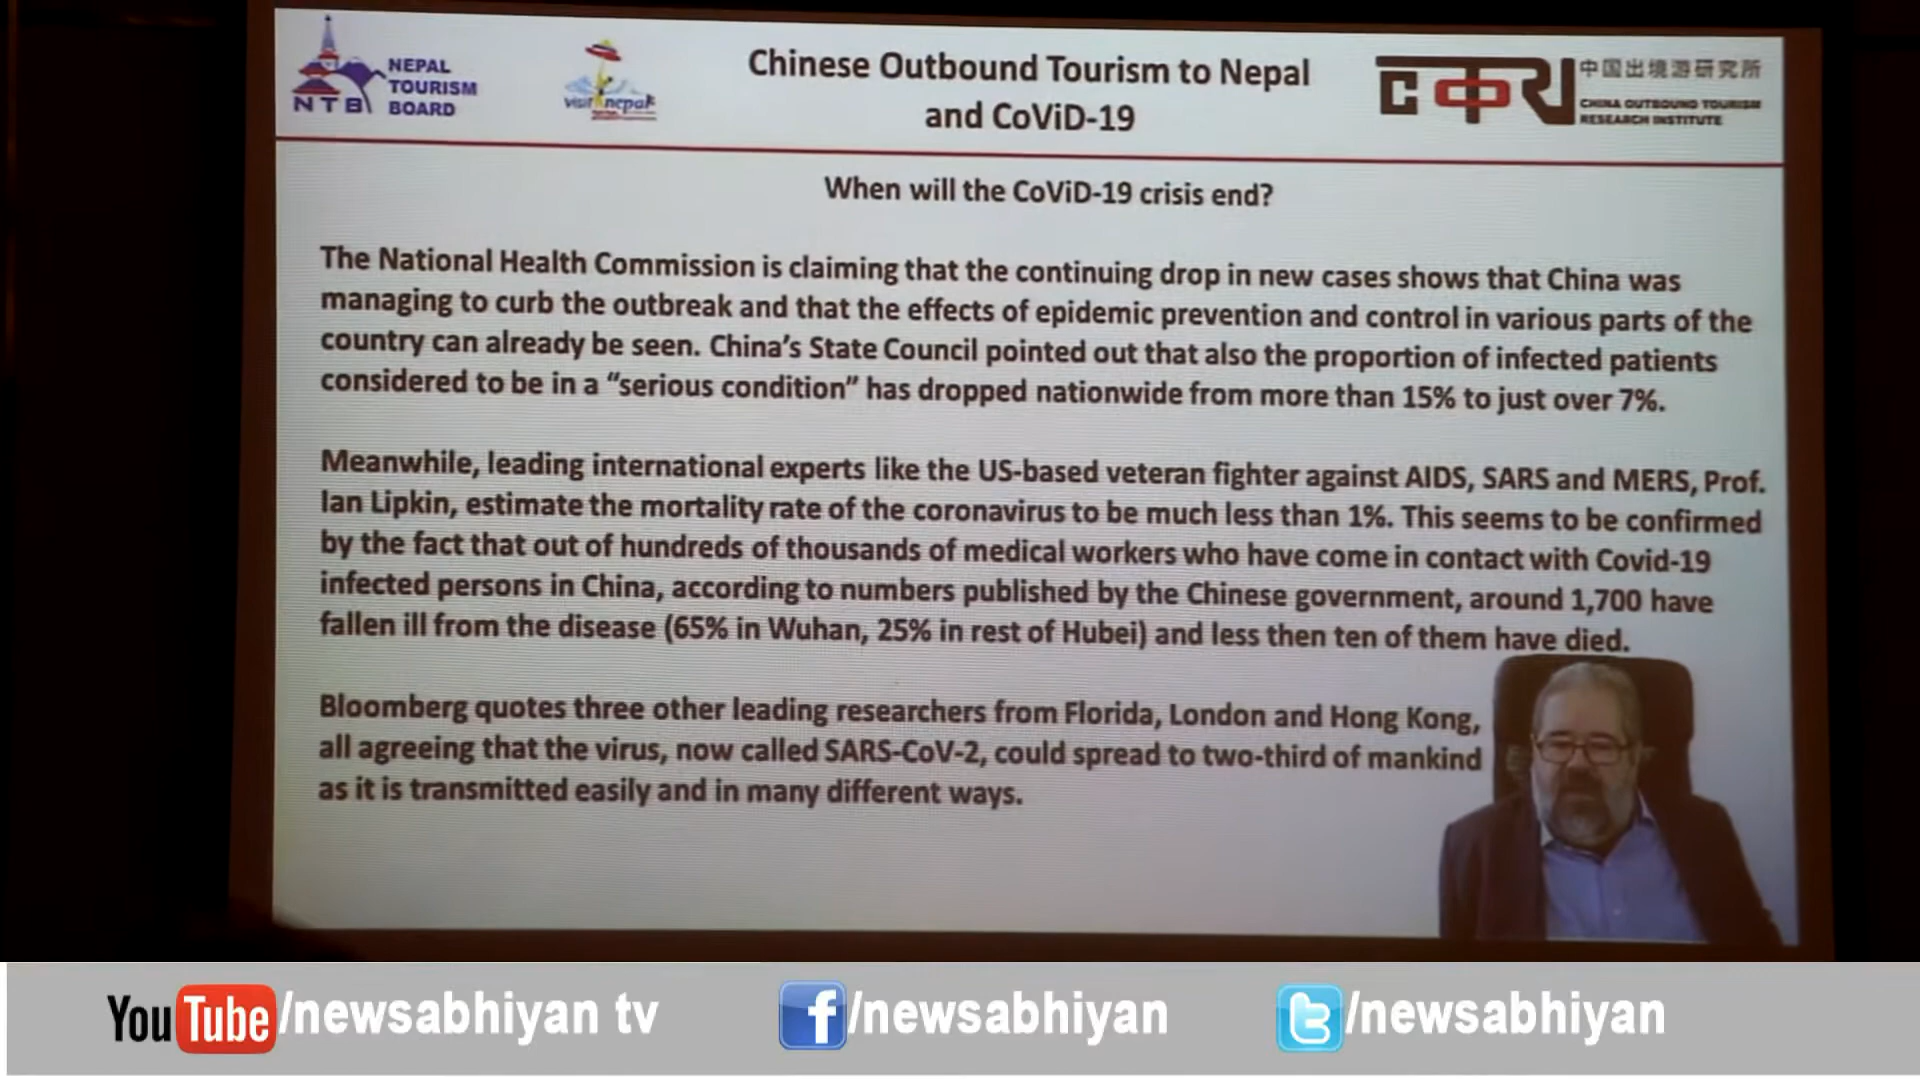 NEPAL
TOURISM
BOARD
NTB
visit nepal
Chinese Outbound Tourism to Nepal
and CoViD-19
中国出境游研究所
CHINA OUTBOUND TOURISM
RESEARCH INSTITUTE
When will the CoViD-19 crisis end?
The National Health Commission is claiming that the continuing drop in new cases shows that China was
managing to curb the outbreak and that the effects of epidemic prevention and control in various parts of the
country can already be seen. China's State Council pointed out that also the proportion of infected patients
considered to be in a “serious condition” has dropped nationwide from more than 15% to just over 7%.
Meanwhile, leading international experts like the US-based veteran fighter against AIDS, SARS and MERS, Prof.
Ian Lipkin, estimate the mortality rate of the coronavirus to be much less than 1%. This seems to be confirmed
by the fact that out of hundreds of thousands of medical workers who have come in contact with Covid-19
infected persons in China, according to numbers published by the Chinese government, around 1,700 have
fallen ill from the disease (65% in Wuhan, 25% in rest of Hubei) and less then ten of them have died.
Bloomberg quotes three other leading researchers from Florida, London and Hong Kong,
all agreeing that the virus, now called SARS-CoV-2, could spread to two-third of mankind
as it is transmitted easily and in many different ways.
YouTube/newsabhiyan tv
f/newsabhiyan
t/newsabhiyan